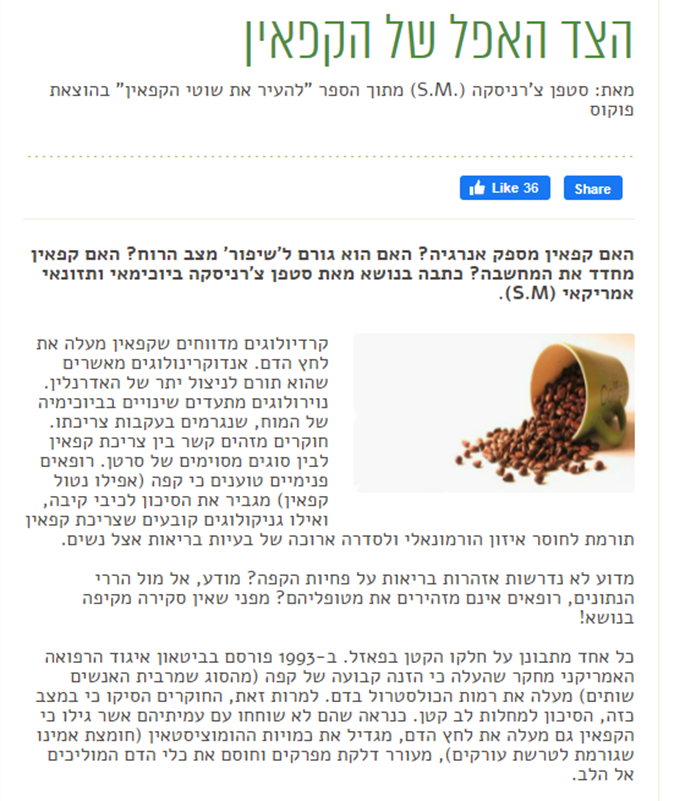 הצד האפל של הקפאין
מאת: סטפן צ'רניסקה (.S.M) מתוך הספר "להעיר את שוטי הקפאין" בהוצאת
פוקוס
Like 36 Share
האם קפאין מספק אנרגיה? האם הוא גורם ל'שיפור' מצב הרוח? האם קפאין
מחדד את המחשבה? כתבה בנושא מאת סטפן צ'רניסקה ביוכימאי ותזונאי
אמריקאי (S.M).
קרדיולוגים מדווחים שקפאין מעלה את
לחץ הדם. אנדוקרינולוגים מאשרים
שהוא תורם לניצול יתר של האדרנלין.
נוירולוגים מתעדים שינויים בביוכימיה
של המוח, שנגרמים בעקבות צריכתו.
חוקרים מזהים קשר בין צריכת קפאין
לבין סוגים מסוימים של סרטן. רופאים
פנימיים טוענים כי קפה (אפילו נטול
קפאין) מגביר את הסיכון לכיבי קיבה,
ואילו גניקולוגים קובעים שצריכת קפאין
תורמת לחוסר איזון הורמונאלי ולסדרה ארוכה של בעיות בריאות אצל נשים.
מדוע לא נדרשות אזהרות בריאות על פחיות הקפה? מודע, אל מול הררי
הנתונים, רופאים אינם מזהירים את מטופליהם? מפני שאין סקירה מקיפה
בנושא!
כל אחד מתבונן על חלקו הקטן בפאזל. ב-1993 פורסם בביטאון איגוד הרפואה
האמריקני מחקר שהעלה כי הזנה קבועה של קפה (מהסוג שמרבית האנשים
שותים) מעלה את רמות הכולסטרול בדם. למרות זאת, החוקרים הסיקו כי במצב
כזה, הסיכון למחלות לב קטן. כנראה שהם לא שוחחו עם עמיתיהם אשר גילו כי
הקפאין גם מעלה את לחץ הדם, מגדיל את כמויות ההומוציסטאין (חומצת אמינו
שגורמת לטרשת עורקים), מעורר דלקת מפרקים וחוסם את כלי הדם המוליכים
אל הלב.